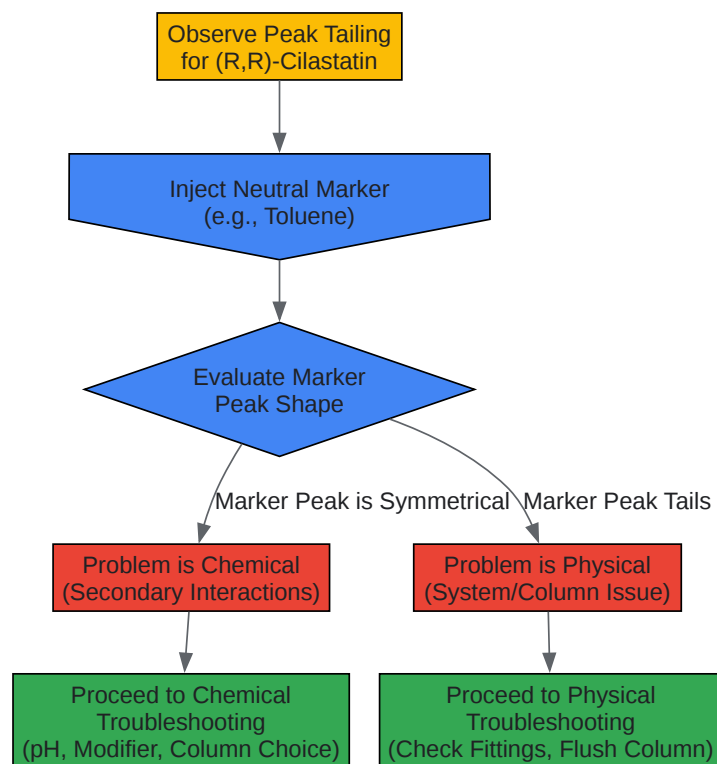 Observe Peak Tailing
for (R,R)-Cilastatin
Inject Neutral Marker
(e.g., Toluene)
Evaluate Marker
Peak Shape
Marker Peak is Symmetrical
Marker Peak Tails
Problem is Chemical
(Secondary Interactions)
Problem is Physical
(System/Column Issue)
Proceed to Chemical
Troubleshooting
(pH, Modifier, Column Choice)
Proceed to Physical
Troubleshooting
(Check Fittings, Flush Column)